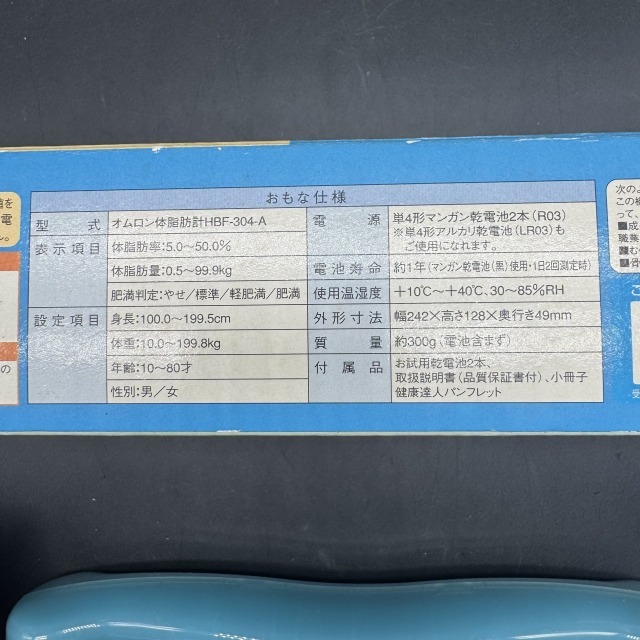 おもな仕様
型式 オムロン体脂肪計HBF-304-A
表示項目 体脂肪率:5.0〜50.0%
体脂肪量:0.5〜99.9kg
肥満判定:やせ/標準/軽肥満/肥満
設定項目 身長:100.0〜199.5cm
体重:10.0〜199.8kg
年齢:10〜80才
性別:男/女
電源 単4形マンガン乾電池2本(R03)
※単4形アルカリ乾電池(LR03)も
ご使用になれます。
電池寿命 約1年(マンガン乾電池(黒)使用・1日2回測定時)
使用温湿度 +10℃〜+40℃、30〜85%RH
外形寸法 幅242×高さ128×奥行き49mm
質量 約300g(電池含まず)
付属品 お試用乾電池2本、
取扱説明書(品質保証書付)、小冊子
健康達人パンフレット
次のよ
この機
って、
■成
職業